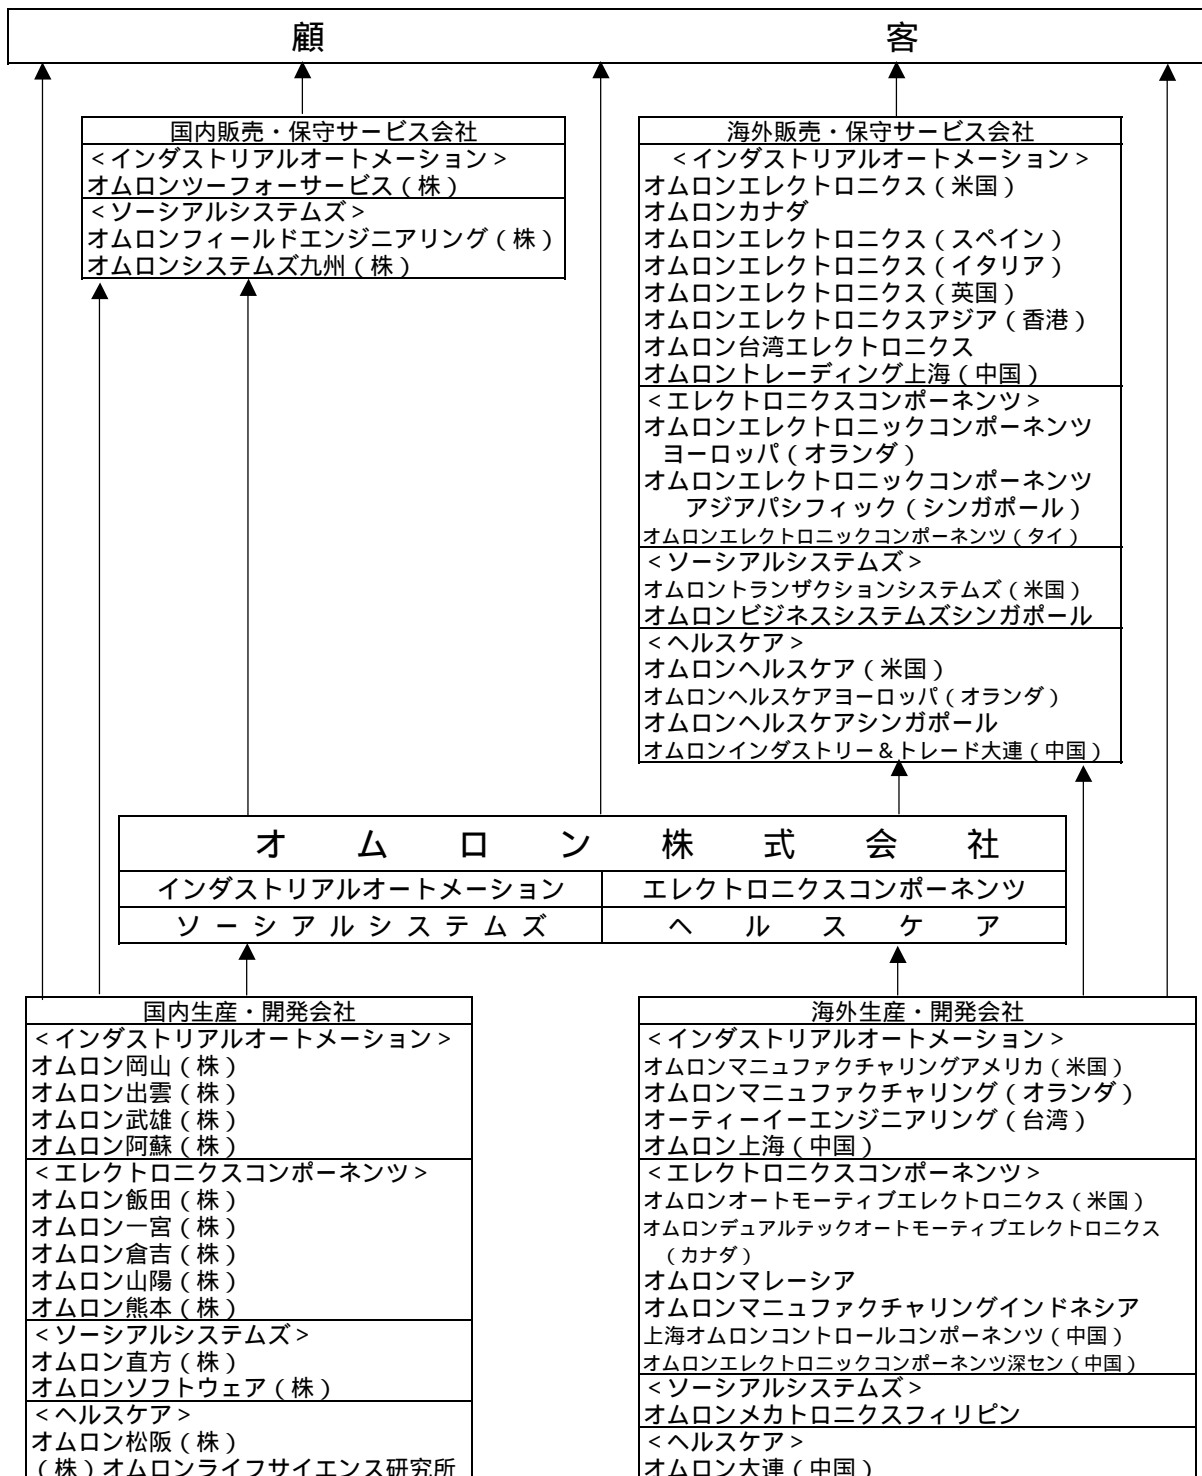 顧客
国内販売・保守サービス会社
<インダストリアルオートメーション>
オムロンツーフォーサービス(株)
<ソーシアルシステムズ>
オムロンフィールドエンジニアリング(株)
オムロンシステムズ九州(株)
海外販売・保守サービス会社
<インダストリアルオートメーション>
オムロンエレクトロニクス(米国)
オムロンカナダ
オムロンエレクトロニクス(スペイン)
オムロンエレクトロニクス(イタリア)
オムロンエレクトロニクス(英国)
オムロンエレクトロニクスアジア(香港)
オムロン台湾エレクトロニクス
オムロントレーディング上海(中国)
<エレクトロニクスコンポーネンツ>
オムロンエレクトロニックコンポーネンツ
ヨーロッパ(オランダ)
オムロンエレクトロニックコンポーネンツ
アジアパシフィック(シンガポール)
オムロンエレクトロニックコンポーネンツ(タイ)
<ソーシアルシステムズ>
オムロントランザクションシステムズ(米国)
オムロンビジネスシステムズシンガポール
<ヘルスケア>
オムロンヘルスケア(米国)
オムロンヘルスケアヨーロッパ(オランダ)
オムロンヘルスケアシンガポール
オムロンインダストリー&トレード大連(中国)
オムロン株式会社
インダストリアルオートメーション
エレクトロニクスコンポーネンツ
ソーシアルシステムズ
ヘルスケア
国内生産・開発会社
<インダストリアルオートメーション>
オムロン岡山(株)
オムロン出雲(株)
オムロン武雄(株)
オムロン阿蘇(株)
<エレクトロニクスコンポーネンツ>
オムロン飯田(株)
オムロン一宮(株)
オムロン倉吉(株)
オムロン山陽(株)
オムロン熊本(株)
<ソーシアルシステムズ>
オムロン直方(株)
オムロンソフトウェア(株)
<ヘルスケア>
オムロン松阪(株)
(株)オムロンライフサイエンス研究所
海外生産・開発会社
<インダストリアルオートメーション>
オムロンマニュファクチャリングアメリカ(米国)
オムロンマニュファクチャリング(オランダ)
オーティーイーエンジニアリング(台湾)
オムロン上海(中国)
<エレクトロニクスコンポーネンツ>
オムロンオートモーティブエレクトロニクス(米国)
オムロンデュアルテックオートモーティブエレクトロニクス
(カナダ)
オムロンマレーシア
オムロンマニュファクチャリングインドネシア
上海オムロンコントロールコンポーネンツ(中国)
オムロンエレクトロニックコンポーネンツ深セン(中国)
<ソーシアルシステムズ>
オムロンメカトロニクスフィリピン
<ヘルスケア>
オムロン大連(中国)